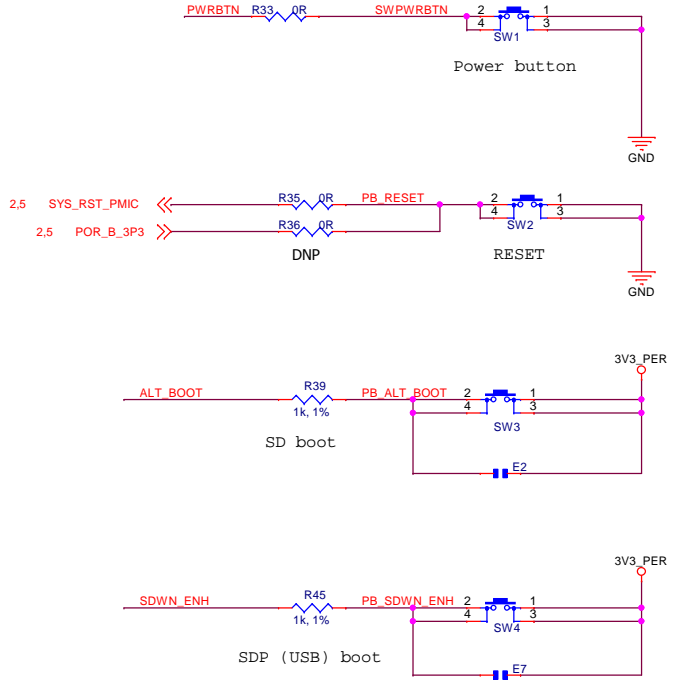 PWRBTN R33 0R SWPWRBTN 2 1
4 3
SW1
Power button
GND
2,5 SYS_RST_PMIC R35 0R PB_RESET 2 1
4 3
2,5 POR_B_3P3 R36 0R SW2
DNP RESET
GND
3V3_PER
ALT_BOOT R39 PB_ALT_BOOT 2 1
1k, 1% 4 3
SW3
SD boot
E2
3V3_PER
SDWN_ENH R45 PB_SDWN_ENH 2 1
1k, 1% 4 3
SW4
SDP (USB) boot
E7